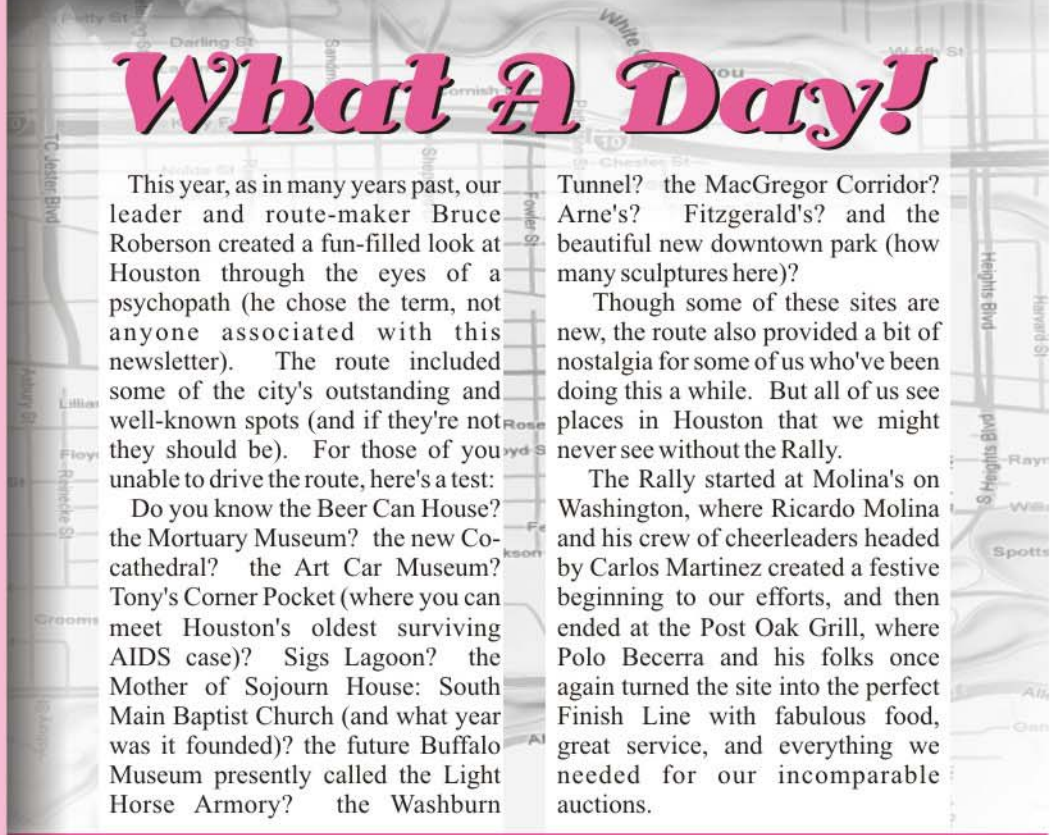 What A Day!
This year, as in many years past, our
leader and route-maker Bruce
Roberson created a fun-filled look at
Houston through the eyes of a
psychopath (he chose the term, not
anyone associated with this
newsletter). The route included
some of the city's outstanding and
well-known spots (and if they're not
they should be). For those of you
unable to drive the route, here's a test:
Do you know the Beer Can House?
the Mortuary Museum? the new Co-
cathedral? the Art Car Museum?
Tony's Corner Pocket (where you can
meet Houston's oldest surviving
AIDS case)? Sigs Lagoon? the
Mother of Sojourn House: South
Main Baptist Church (and what year
was it founded)? the future Buffalo
Museum presently called the Light
Horse Armory? the Washburn
Tunnel? the MacGregor Corridor?
Arne's? Fitzgerald's? and the
beautiful new downtown park (how
many sculptures here)?
Though some of these sites are
new, the route also provided a bit of
nostalgia for some of us who've been
doing this a while. But all of us see
places in Houston that we might
never see without the Rally.
The Rally started at Molina's on
Washington, where Ricardo Molina
and his crew of cheerleaders headed
by Carlos Martinez created a festive
beginning to our efforts, and then
ended at the Post Oak Grill, where
Polo Becerra and his folks once
again turned the site into the perfect
Finish Line with fabulous food,
great service, and everything we
needed for our incomparable
auctions.
Petty St
Darling St
White
W 5th St
Cornish
10
Chester St
Nolda St
TC Jester Blvd
Fowler St
Heights Blvd
Harvard St
Reinecke St
S Heights Blvd
Rose
Spotts
Grooms